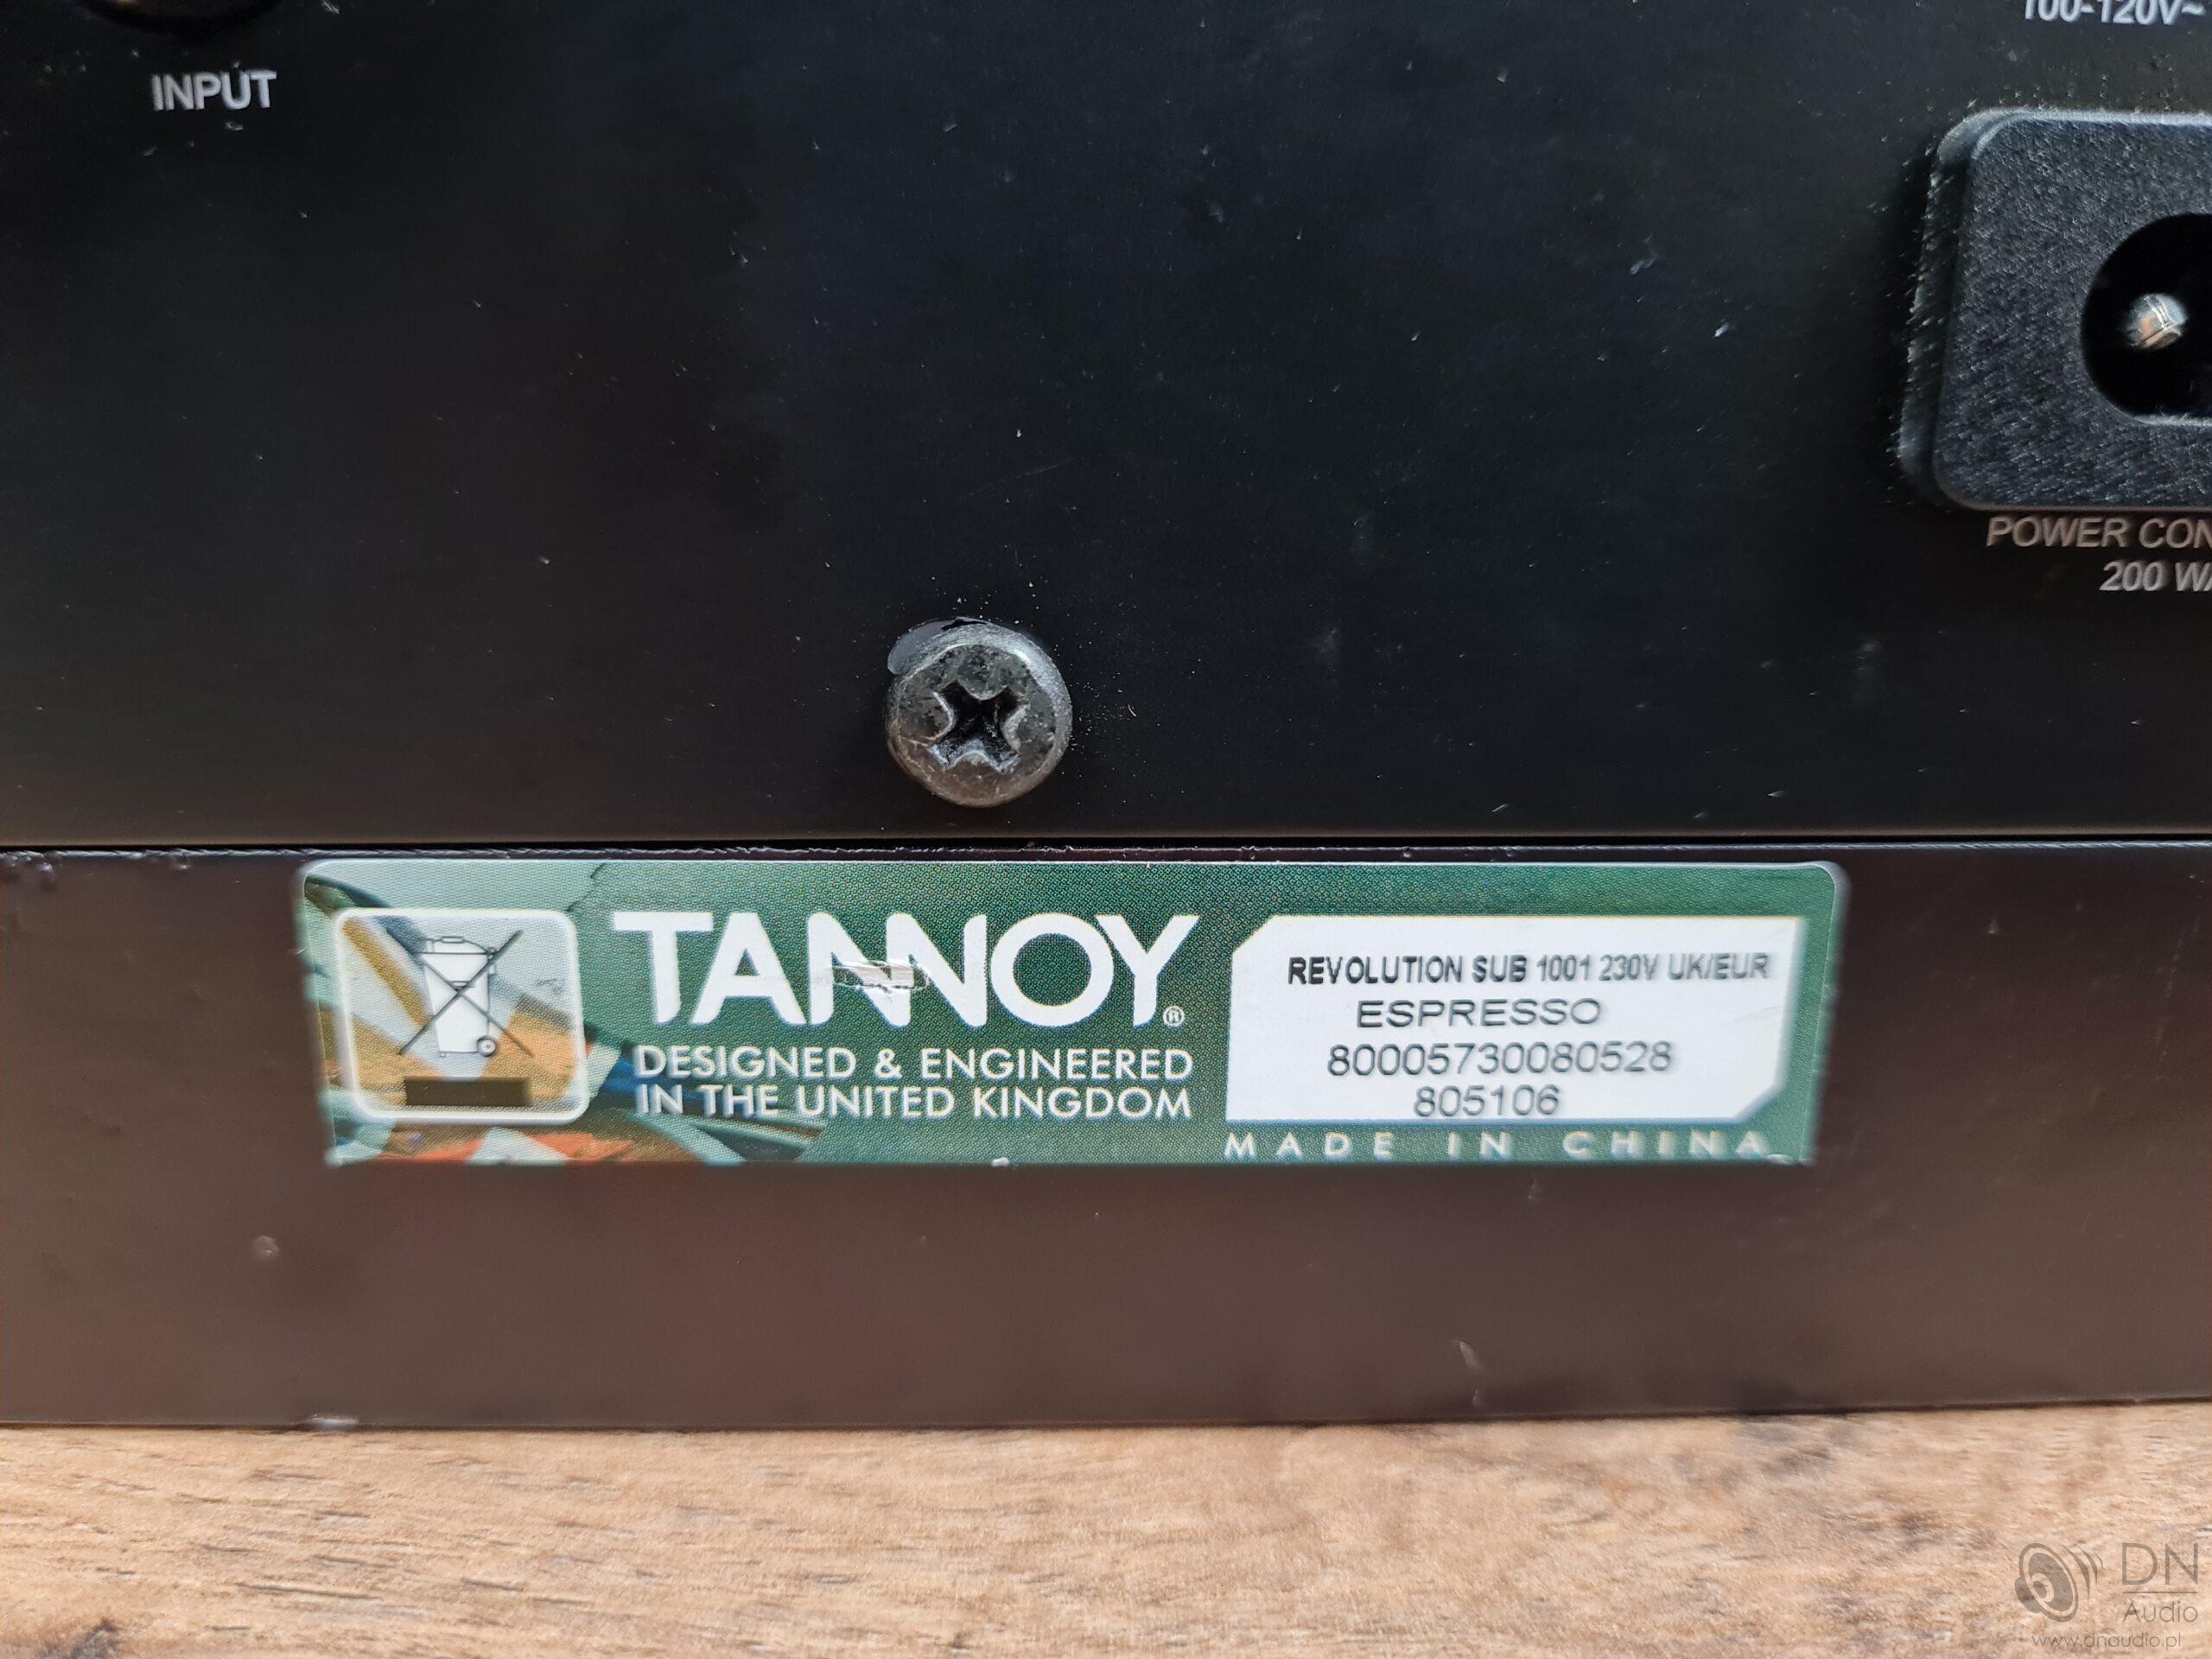 100-120V~
INPUT
POWER CON
200 WA
TANNOY®
DESIGNED & ENGINEERED
IN THE UNITED KINGDOM
REVOLUTION SUB 1001 230V UK/EUR
ESPRESSO
80005730080528
805106
MADE IN CHINA
DN
Audio
www.dnaudio.pl